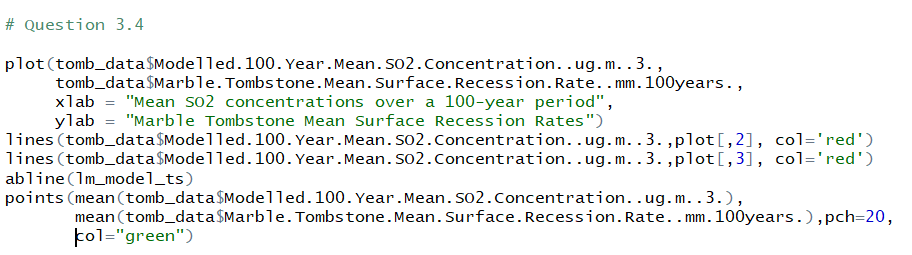 # Question 3.4
plot(tomb_data$Modelled.100.Year.Mean.SO2.Concentration..ug.m..3.,
tomb_data$Marble.Tombstone.Mean.Surface.Recession.Rate..mm.100years.,
xlab = "Mean SO2 concentrations over a 100-year period",
ylab = "Marble Tombstone Mean Surface Recession Rates")
lines(tomb_data$Modelled.100.Year.Mean.SO2.Concentration..ug.m..3.,plot[,2], col='red')
lines(tomb_data$Modelled.100.Year.Mean.SO2.Concentration..ug.m..3.,plot[,3], col='red')
abline(lm_model_ts)
points(mean(tomb_data$Modelled.100.Year.Mean.SO2.Concentration..ug.m..3.),
mean(tomb_data$Marble.Tombstone.Mean.Surface.Recession.Rate..mm.100years.),pch=20,
col="green")